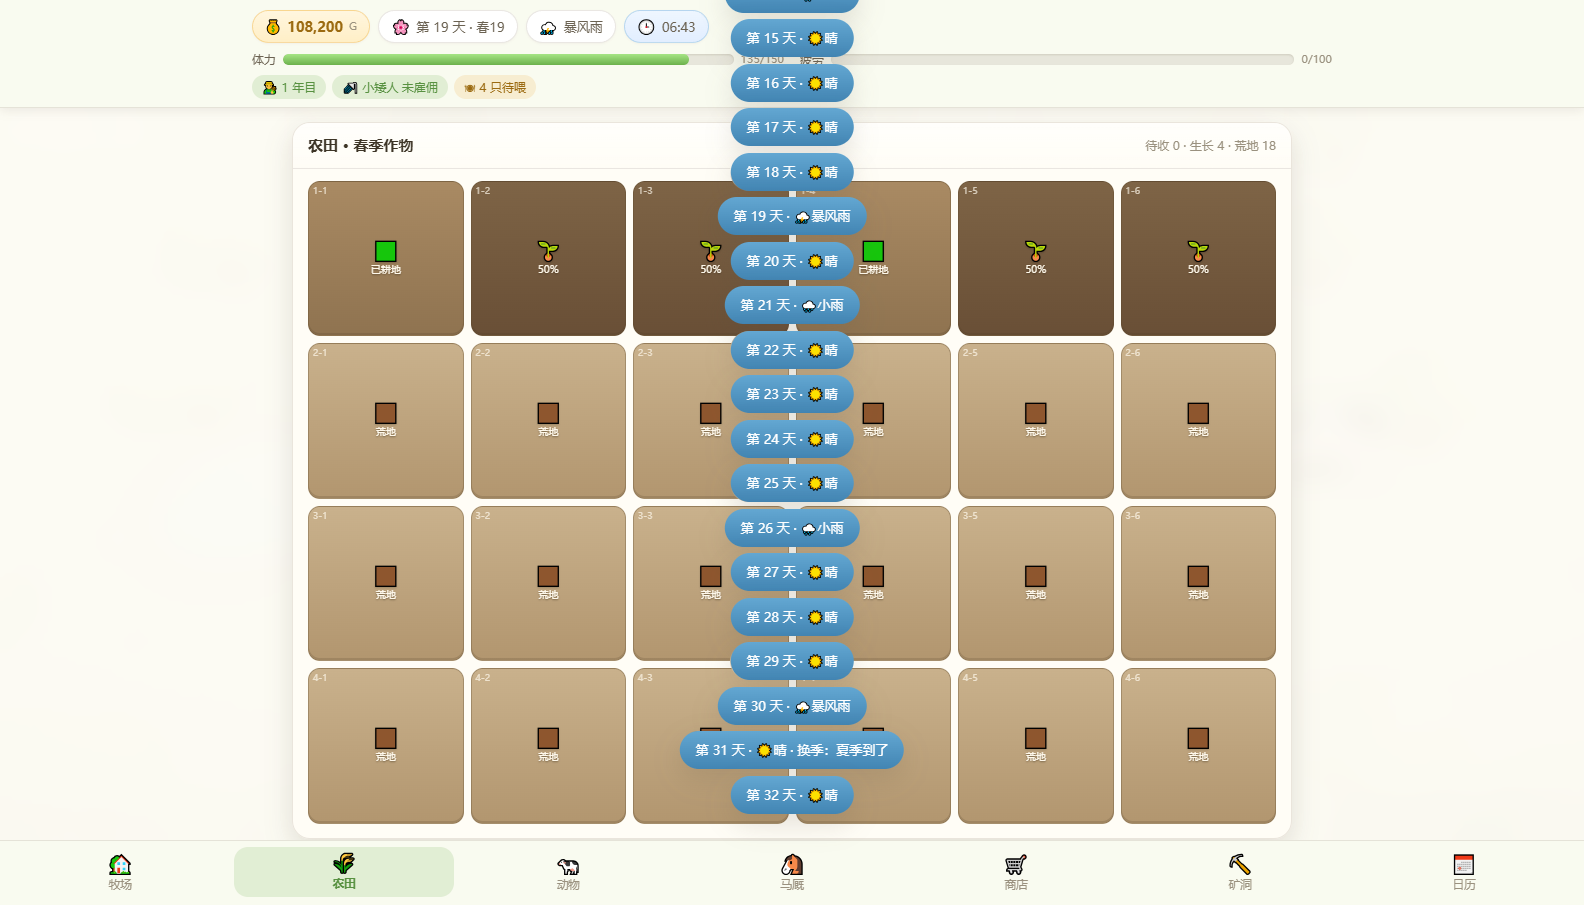 108,200 G
第 19 天 · 春19
暴风雨
06:43
体力
135/150
疲劳
0/100
1 年目
小矮人 未雇佣
4 只待喂
农田 • 春季作物
待收 0 · 生长 4 · 荒地 18
1-1
1-2
1-3
1-5
1-6
已耕地
50%
50%
已耕地
50%
50%
2-1
2-2
2-3
2-5
2-6
荒地
荒地
荒地
荒地
荒地
荒地
3-1
3-2
3-3
3-5
3-6
荒地
荒地
荒地
荒地
荒地
荒地
4-1
4-2
4-3
4-5
4-6
荒地
荒地
荒地
荒地
第 15 天 · 晴
第 16 天 · 晴
第 17 天 · 晴
第 18 天 · 晴
第 19 天 · 暴风雨
第 20 天 · 晴
第 21 天 · 小雨
第 22 天 · 晴
第 23 天 · 晴
第 24 天 · 晴
第 25 天 · 晴
第 26 天 · 小雨
第 27 天 · 晴
第 28 天 · 晴
第 29 天 · 晴
第 30 天 · 暴风雨
第 31 天 · 晴 · 换季：夏季到了
第 32 天 · 晴
牧场
农田
动物
马厩
商店
矿洞
日历